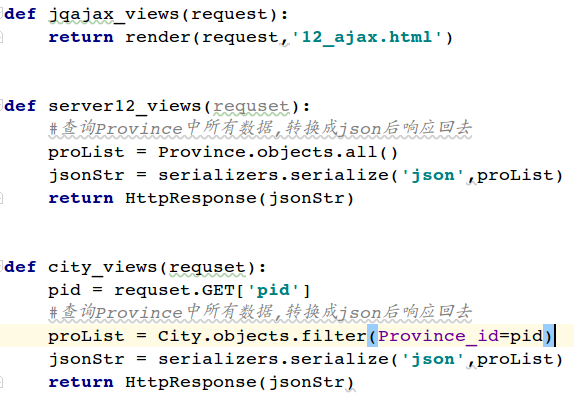 def jqajax_views(request):
    return render(request,'12_ajax.html')
def server12_views(requset):
    #查询Province中所有数据,转换成json后响应回去
    proList = Province.objects.all()
    jsonStr = serializers.serialize('json',proList)
    return HttpResponse(jsonStr)
def city_views(requset):
    pid = requset.GET['pid']
    #查询Province中所有数据,转换成json后响应回去
    proList = City.objects.filter(Province_id=pid)
    jsonStr = serializers.serialize('json',proList)
    return HttpResponse(jsonStr)